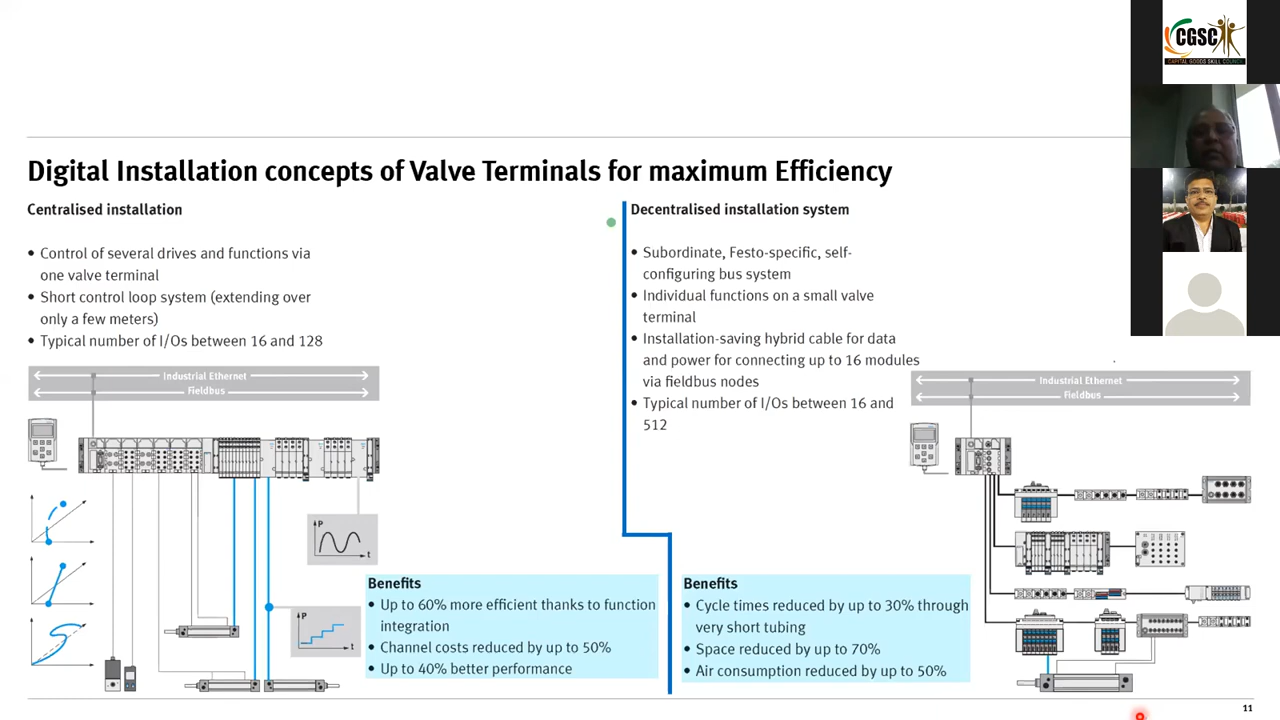 Digital Installation concepts of Valve Terminals for maximum Efficiency
Centralised installation
• Control of several drives and functions via
one valve terminal
• Short control loop system (extending over
only a few meters)
• Typical number of I/Os between 16 and 128
Industrial Ethernet
Fieldbus
P
t
P
t
Benefits
• Up to 60% more efficient thanks to function
integration
• Channel costs reduced by up to 50%
• Up to 40% better performance
Decentralised installation system
• Subordinate, Festo-specific, self-
configuring bus system
• Individual functions on a small valve
terminal
• Installation-saving hybrid cable for data
and power for connecting up to 16 modules
via fieldbus nodes
• Typical number of I/Os between 16 and
512
Industrial Ethernet
Fieldbus
Benefits
• Cycle times reduced by up to 30% through
very short tubing
• Space reduced by up to 70%
• Air consumption reduced by up to 50%
11
CGSC
CAPITAL GOODS SKILL COUNCIL